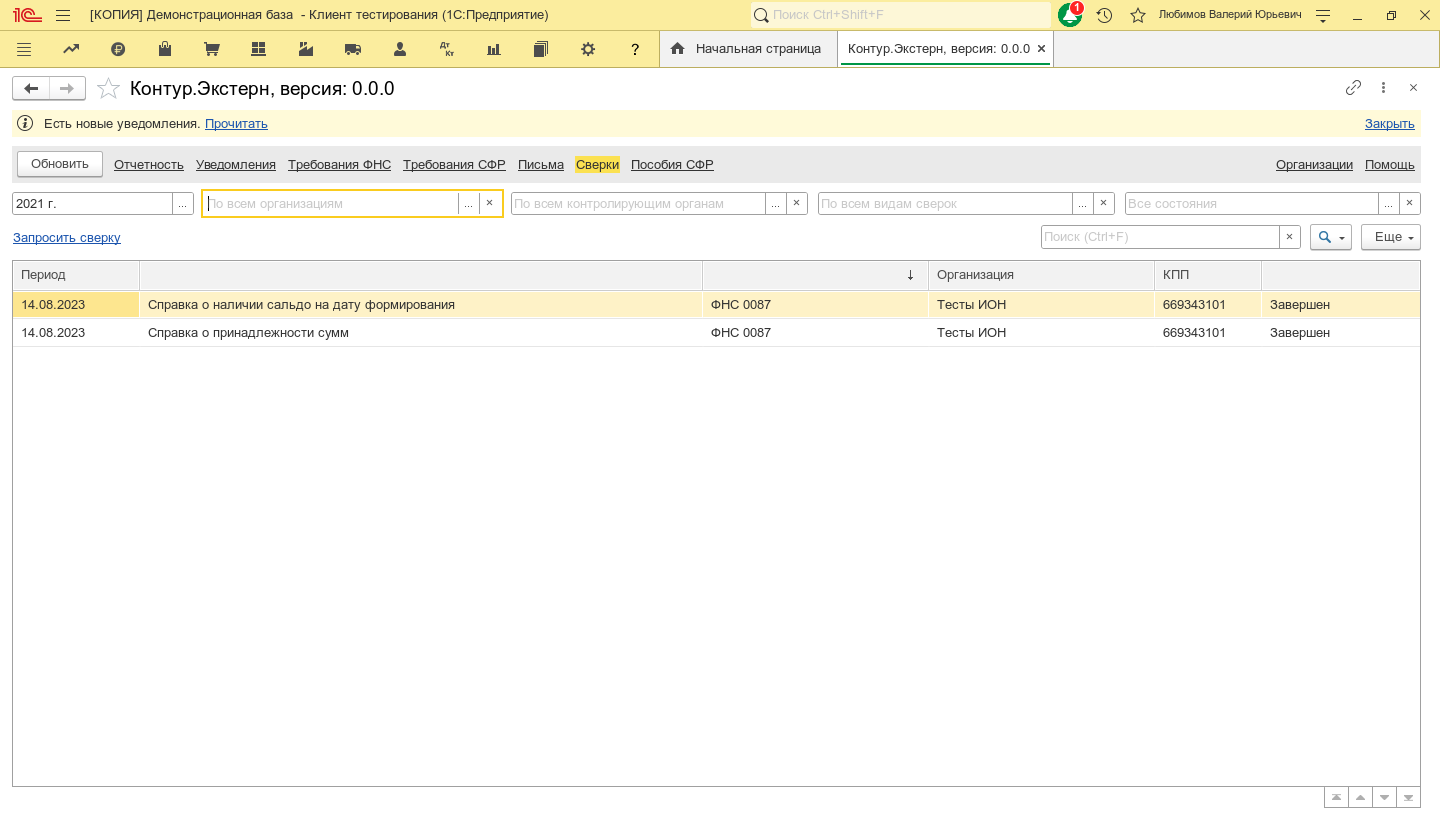 [КОПИЯ] Демонстрационная база - Клиент тестирования (1С:Предприятие)
Поиск Ctrl+Shift+F
1
Любимов Валерий Юрьевич
Дт
Кт
?
Начальная страница
Контур.Экстерн, версия: 0.0.0
Контур.Экстерн, версия: 0.0.0
Есть новые уведомления. Прочитать
Закрыть
Обновить
Отчетность
Уведомления
Требования ФНС
Требования СФР
Письма
Сверки
Пособия СФР
Организации
Помощь
2021 г.
...
По всем организациям
...
По всем контролирующим органам
...
По всем видам сверок
...
Все состояния
...
Запросить сверку
Поиск (Ctrl+F)
Еще
Период
Организация
КПП
14.08.2023 Справка о наличии сальдо на дату формирования ФНС 0087 Тесты ИОН 669343101 Завершен
14.08.2023 Справка о принадлежности сумм ФНС 0087 Тесты ИОН 669343101 Завершен